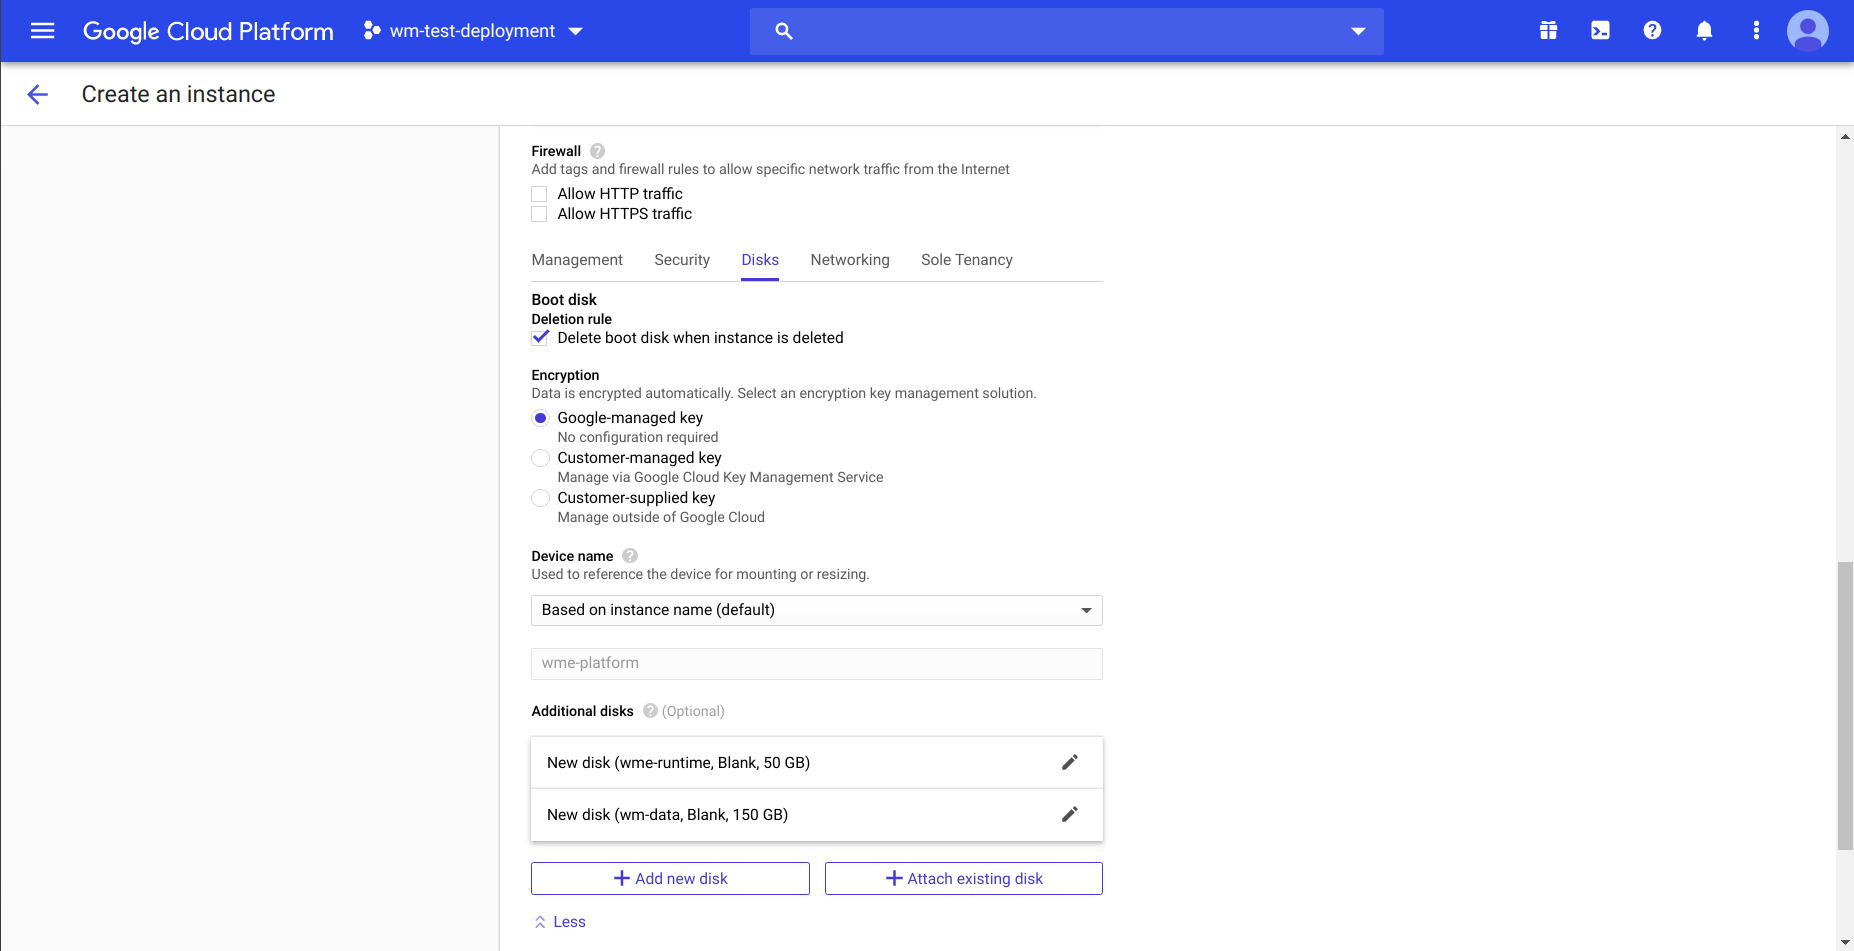 Google Cloud Platform
wm-test-deployment
Create an instance
Firewall
Add tags and firewall rules to allow specific network traffic from the Internet
Allow HTTP traffic
Allow HTTPS traffic
Management Security Disks Networking Sole Tenancy
Boot disk
Deletion rule
Delete boot disk when instance is deleted
Encryption
Data is encrypted automatically. Select an encryption key management solution.
Google-managed key
No configuration required
Customer-managed key
Manage via Google Cloud Key Management Service
Customer-supplied key
Manage outside of Google Cloud
Device name
Used to reference the device for mounting or resizing.
Based on instance name (default)
wme-platform
Additional disks (Optional)
New disk (wme-runtime, Blank, 50 GB)
New disk (wm-data, Blank, 150 GB)
Add new disk
Attach existing disk
Less